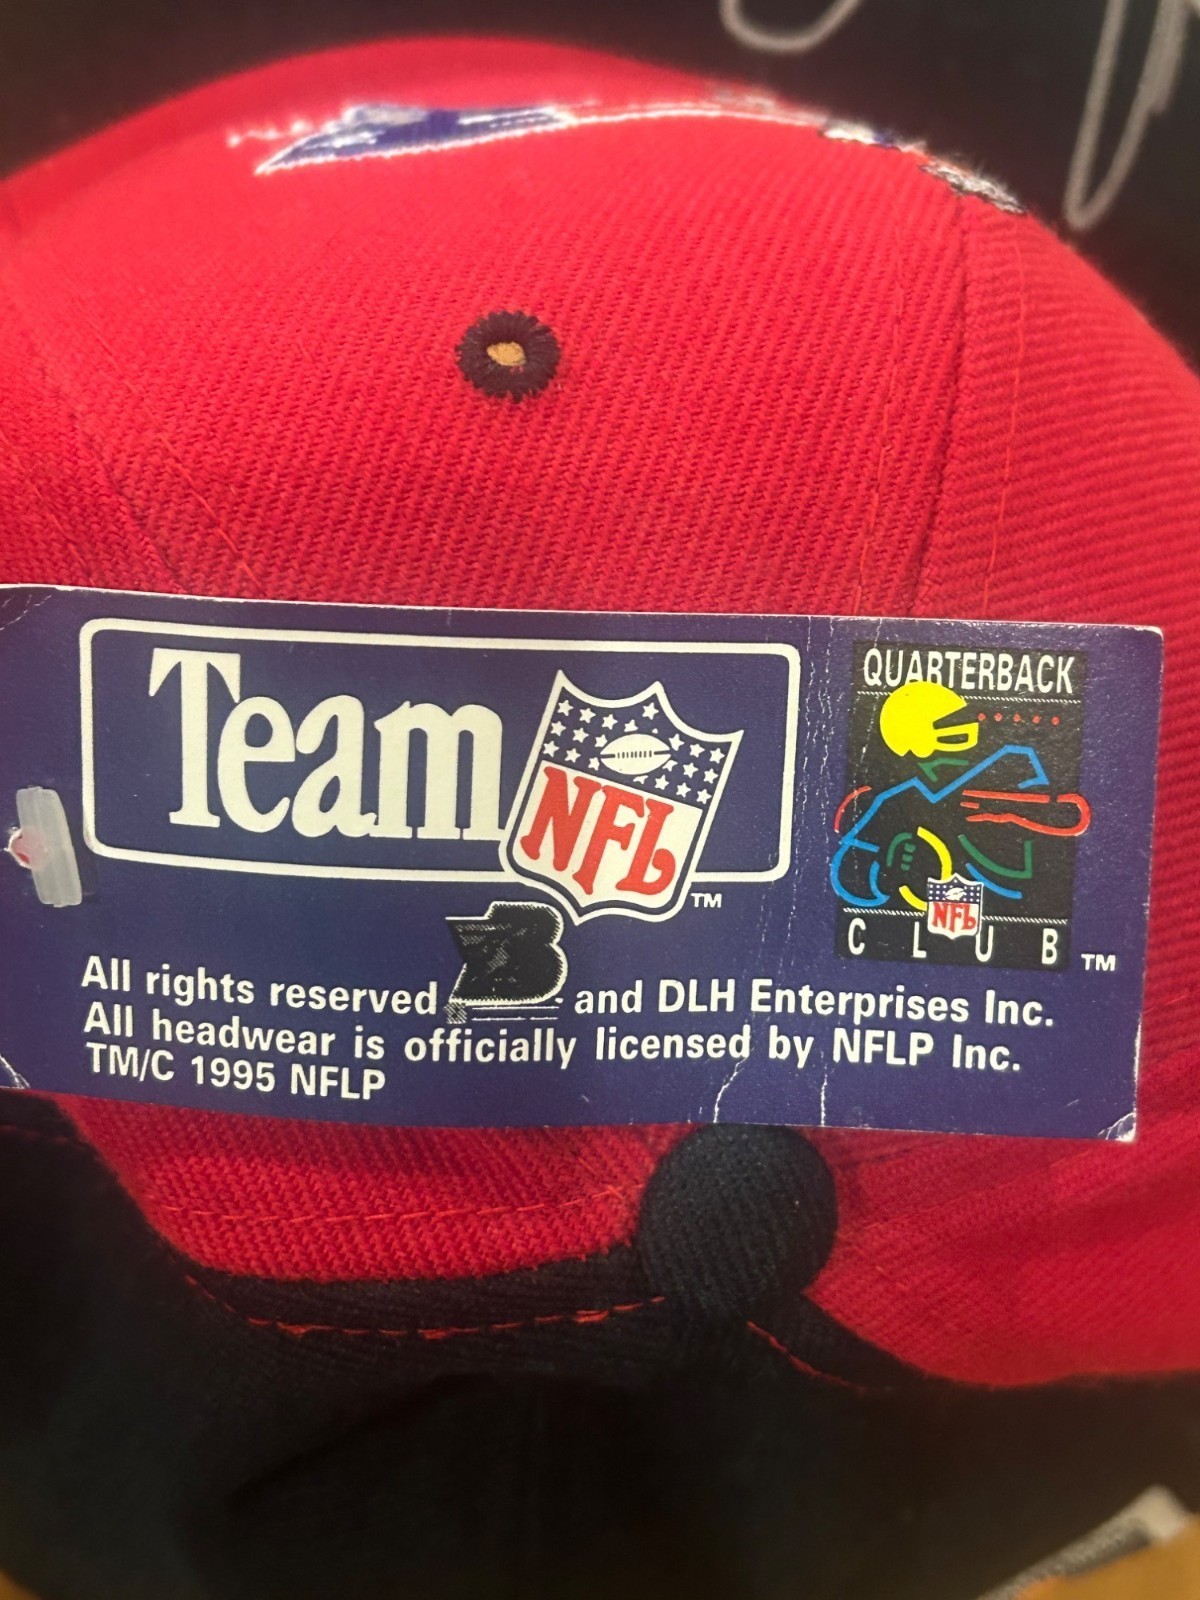 Team
NFL
TM
QUARTERBACK
NFL
CLUB
TM
All rights reserved and DLH Enterprises Inc.
All headwear is officially licensed by NFLP Inc.
TM/C 1995 NFLP